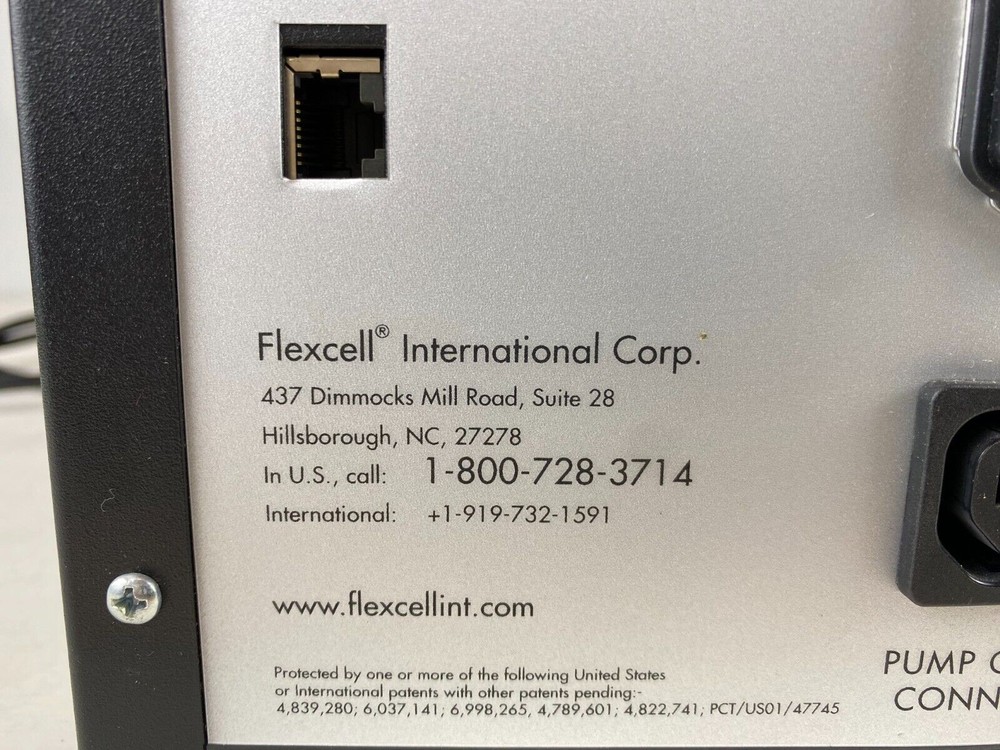 Flexcell® International Corp.
437 Dimmocks Mill Road, Suite 28
Hillsborough, NC, 27278
In U.S., call: 1-800-728-3714
International: +1-919-732-1591
www.flexcellint.com
Protected by one or more of the following United States
or International patents with other patents pending:-
4,839,280; 6,037,141; 6,998,265, 4,789,601; 4,822,741; PCT/US01/47745
PUMP